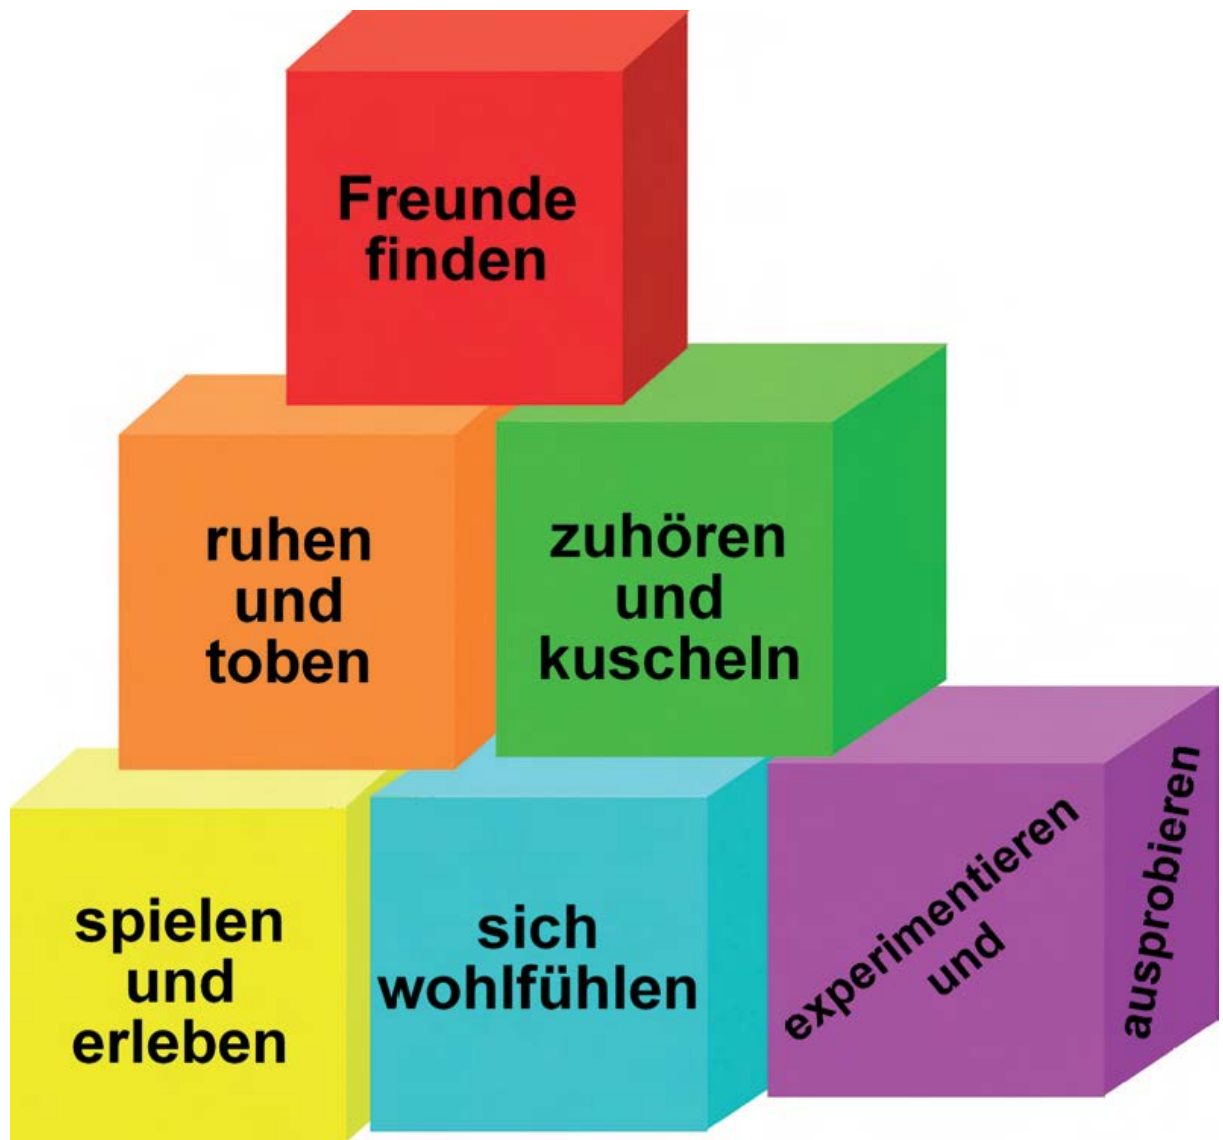 Freunde
finden
ruhen
und
toben
zuhören
und
kuscheln
spielen
und
erleben
sich
wohlfühlen
experimentieren
und
ausprobieren